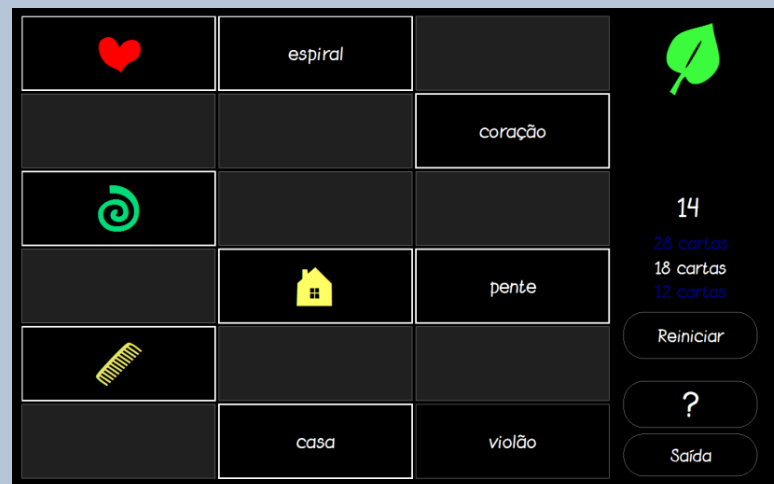 espiral
coração
14
28 cartas
18 cartas
pente
12 cartas
Reiniciar
?
casa
violão
Saída